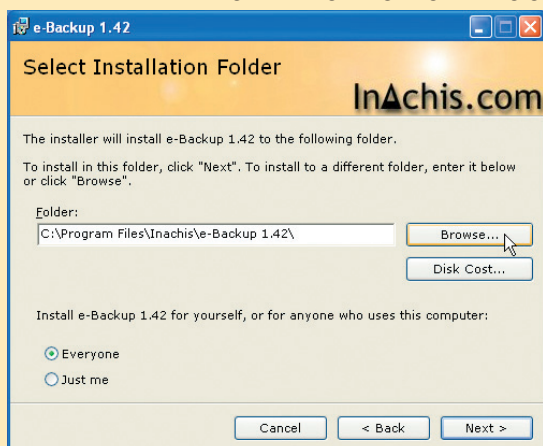 e-Backup 1.42
Select Installation Folder
InAchis.com
The installer will install e-Backup 1.42 to the following folder.
To install in this folder, click "Next". To install to a different folder, enter it below
or click "Browse".
Folder:
C:\Program Files\Inachis\e-Backup 1.42\
Browse...
Disk Cost...
Install e-Backup 1.42 for yourself, or for anyone who uses this computer:
Everyone
Just me
Cancel
< Back
Next >